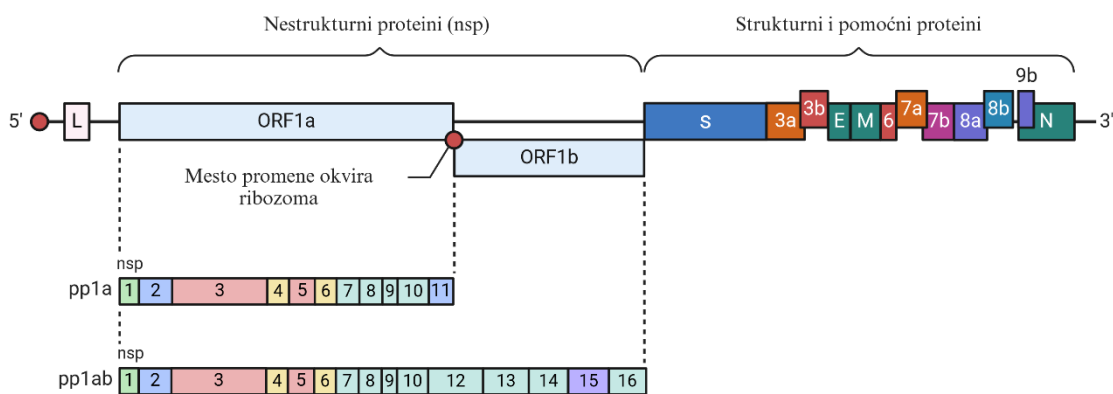 Nestrukturni proteini (nsp)
Strukturni i pomoćni proteini
9b
3b 7a 8b
5' L ORF1a S 3a E M 6 7b 8a N 3'
ORF1b
Mesto promene okvira
ribozoma
nsp
pp1a 1 2 3 4 5 6 7 8 9 10 11
nsp
pp1ab 1 2 3 4 5 6 7 8 9 10 12 13 14 15 16